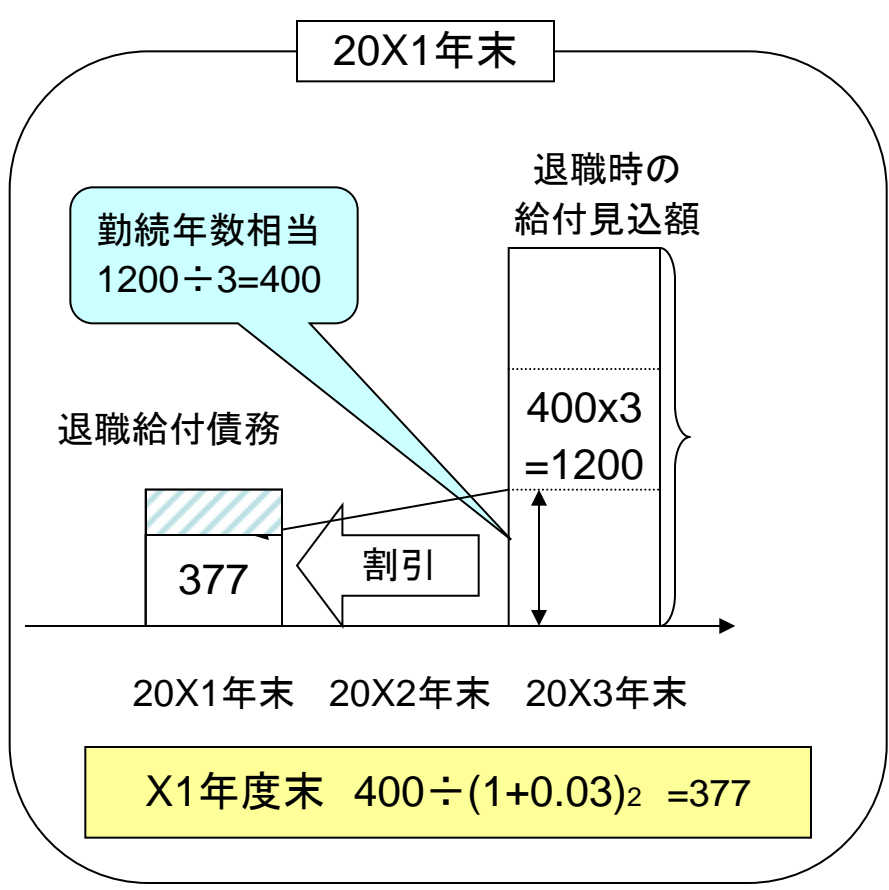 20X1年末
退職時の
給付見込額
勤続年数相当
1200÷3=400
400x3
=1200
退職給付債務
377
割引
20X1年末 20X2年末 20X3年末
X1年度末 400÷(1+0.03)2 =377